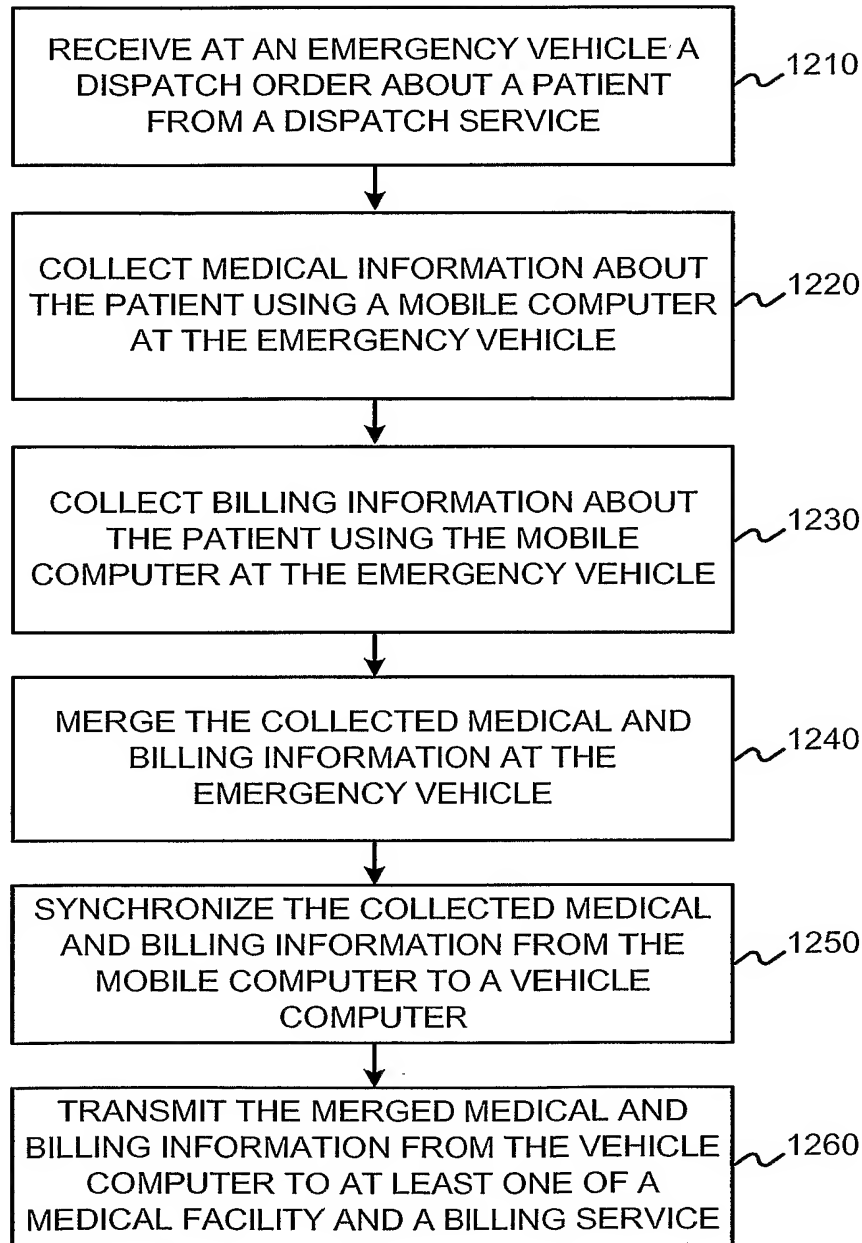 RECEIVE AT AN EMERGENCY VEHICLE A
DISPATCH ORDER ABOUT A PATIENT
FROM A DISPATCH SERVICE
1210
COLLECT MEDICAL INFORMATION ABOUT
THE PATIENT USING A MOBILE COMPUTER
AT THE EMERGENCY VEHICLE
1220
COLLECT BILLING INFORMATION ABOUT
THE PATIENT USING THE MOBILE
COMPUTER AT THE EMERGENCY VEHICLE
1230
MERGE THE COLLECTED MEDICAL AND
BILLING INFORMATION AT THE
EMERGENCY VEHICLE
1240
SYNCHRONIZE THE COLLECTED MEDICAL
AND BILLING INFORMATION FROM THE
MOBILE COMPUTER TO A VEHICLE
COMPUTER
1250
TRANSMIT THE MERGED MEDICAL AND
BILLING INFORMATION FROM THE VEHICLE
COMPUTER TO AT LEAST ONE OF A
MEDICAL FACILITY AND A BILLING SERVICE
1260